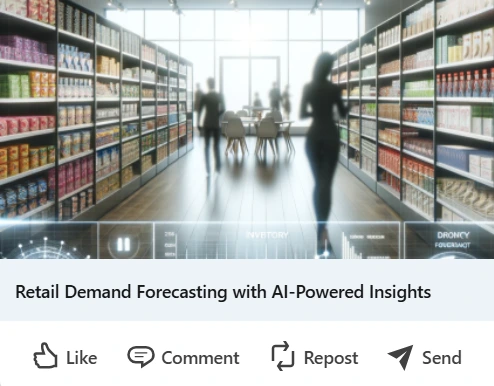 INVENTORY
Retail Demand Forecasting with AI-Powered Insights
Like
Comment
Repost
Send